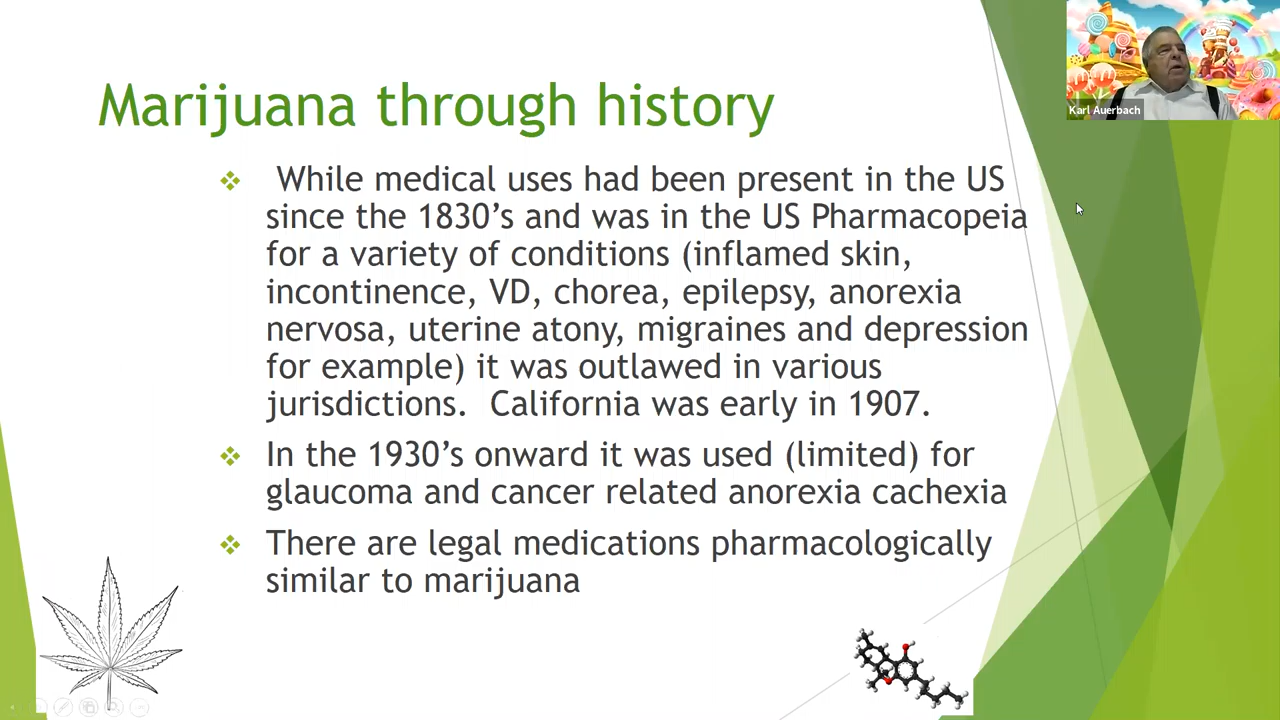 Marijuana through history
Karl Auerbach
While medical uses had been present in the US
since the 1830’s and was in the US Pharmacopeia
for a variety of conditions (inflamed skin,
incontinence, VD, chorea, epilepsy, anorexia
nervosa, uterine atony, migraines and depression
for example) it was outlawed in various
jurisdictions. California was early in 1907.
In the 1930’s onward it was used (limited) for
glaucoma and cancer related anorexia cachexia
There are legal medications pharmacologically
similar to marijuana